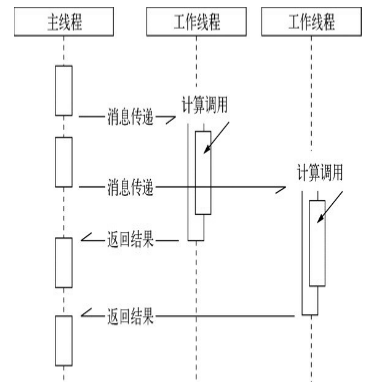 主线程 工作线程 工作线程
计算调用
消息传递
计算调用
消息传递
返回结果
返回结果